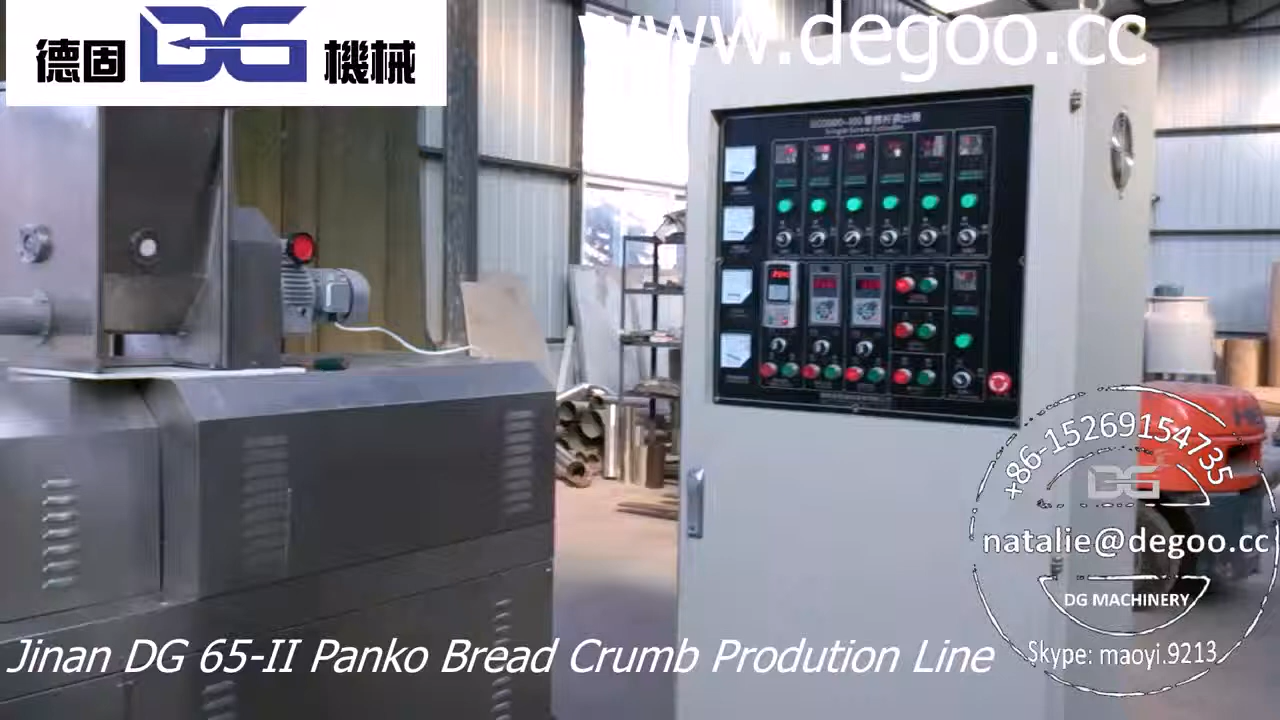 www.degoo.cc
德固 DG 機械
Single Screw Extruder
+86-15269154735
DG
natalie@degoo.cc
DG MACHINERY
Skype: maoyi.9213
Jinan DG 65-II Panko Bread Crumb Prodution Line